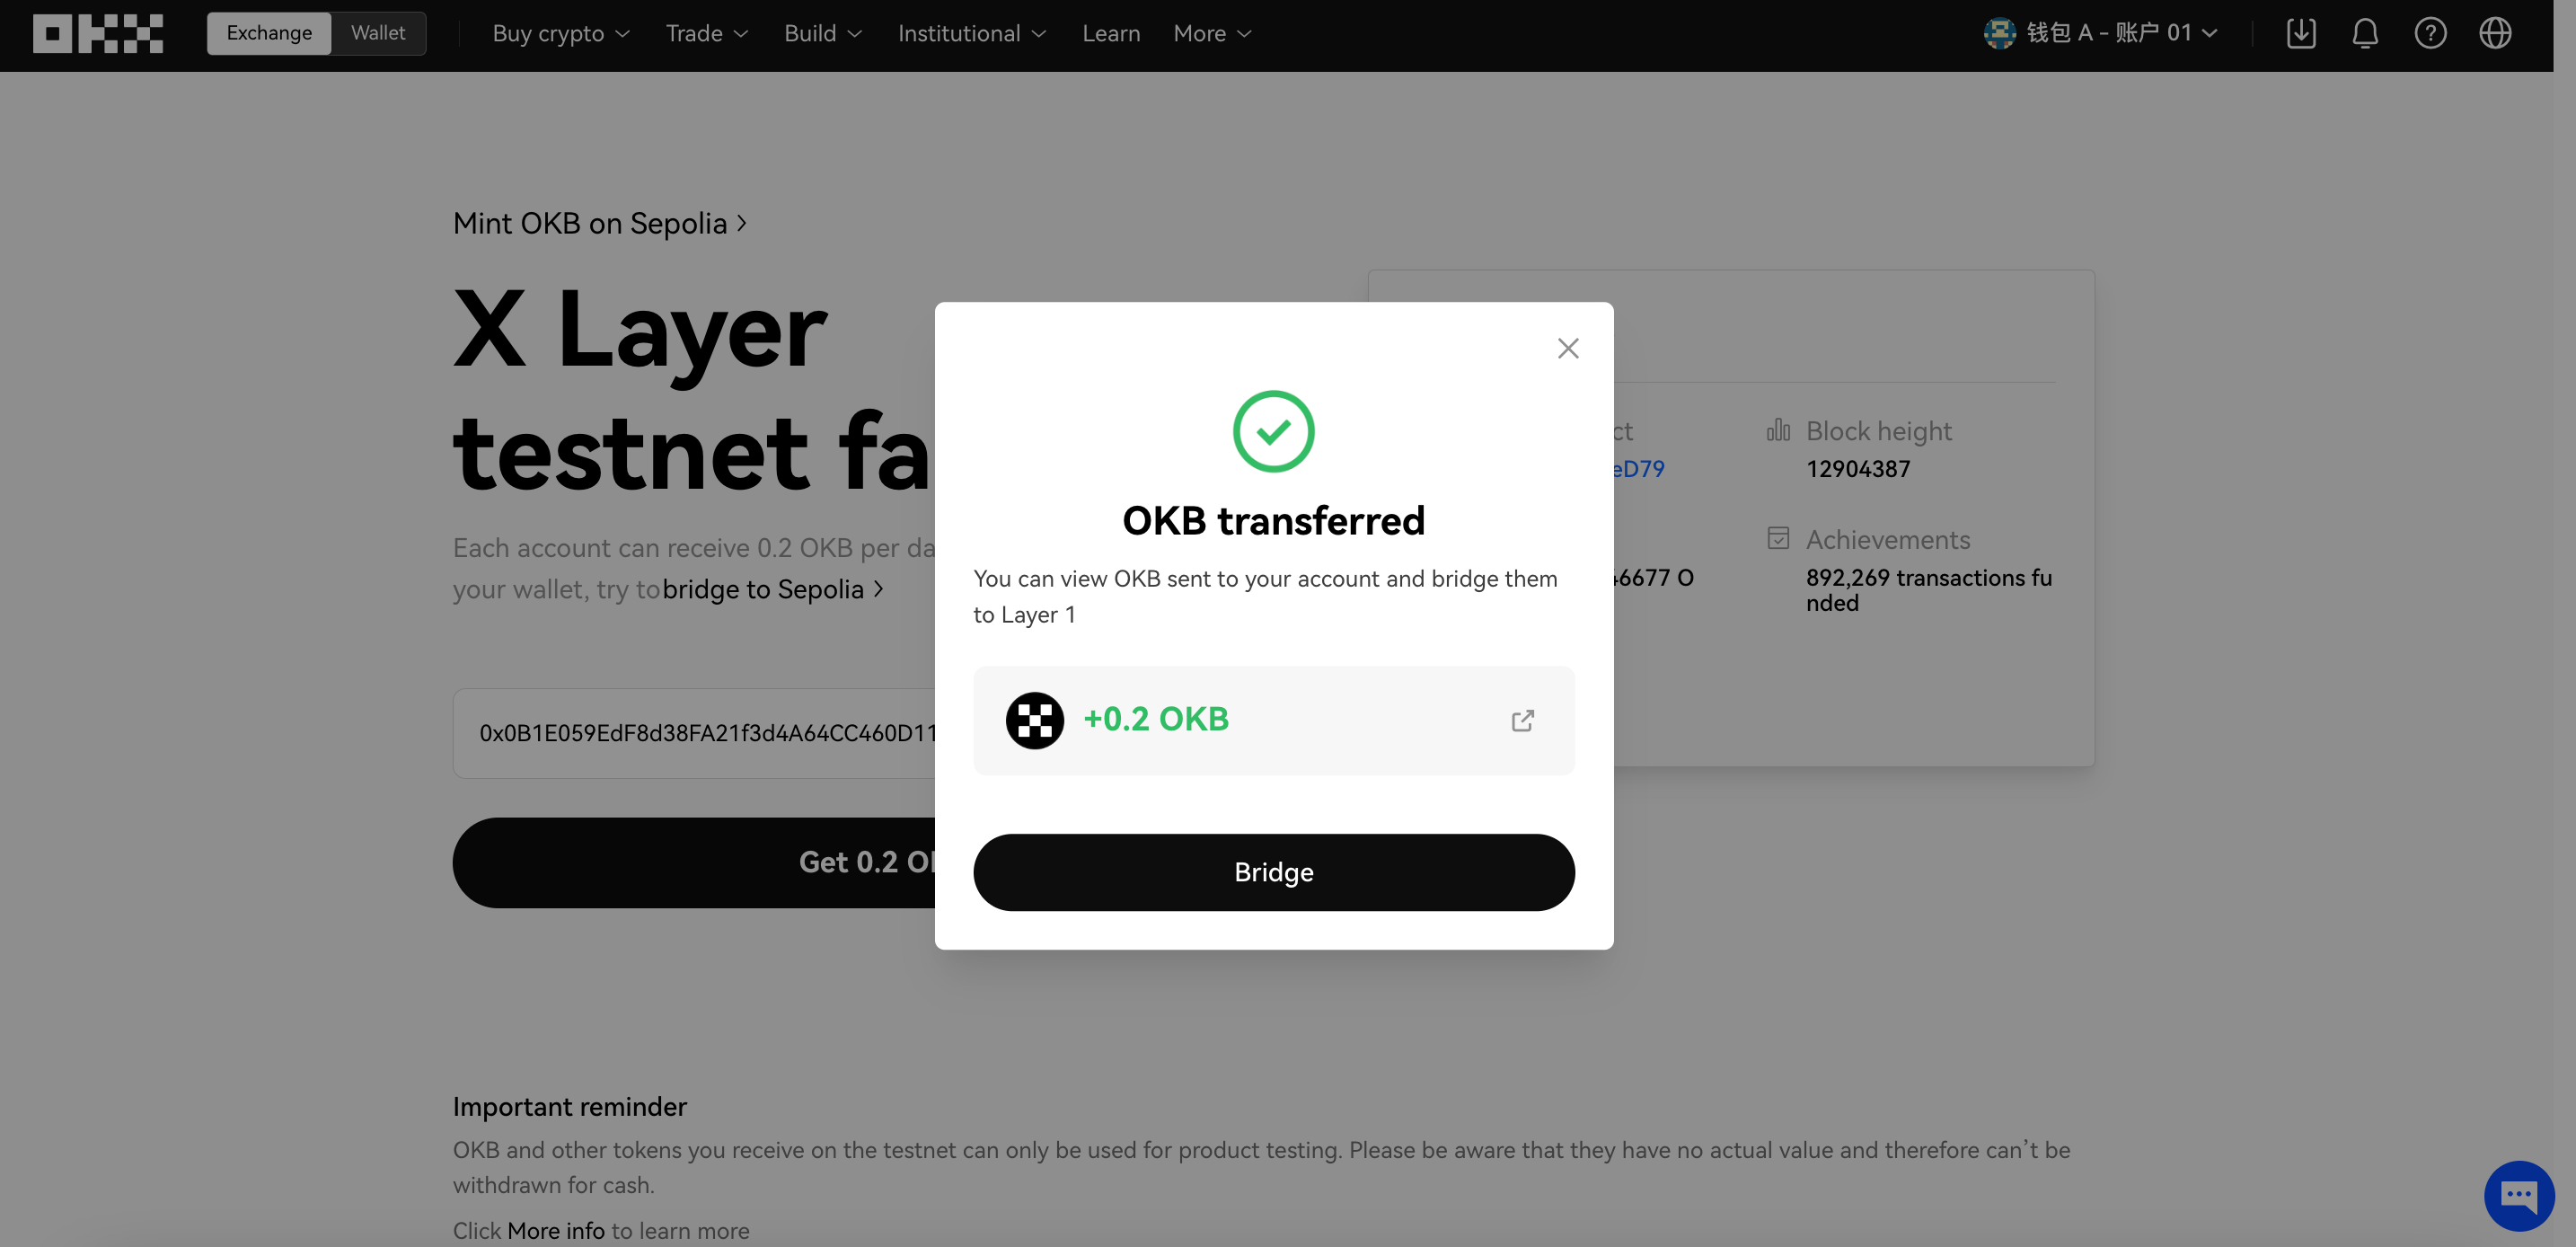 OKX
Exchange
Wallet
Buy crypto
Trade
Build
Institutional
Learn
More
钱包 A - 账户 01
Mint OKB on Sepolia
X Layer
testnet fa
Each account can receive 0.2 OKB per da
your wallet, try to bridge to Sepolia
0x0B1E059EdF8d38FA21f3d4A64CC460D11
Get 0.2 O
ct
eD79
Block height
12904387
46677 O
Achievements
892,269 transactions fu
nded
OKB transferred
You can view OKB sent to your account and bridge them
to Layer 1
+0.2 OKB
Bridge
Important reminder
OKB and other tokens you receive on the testnet can only be used for product testing. Please be aware that they have no actual value and therefore can't be
withdrawn for cash.
Click More info to learn more